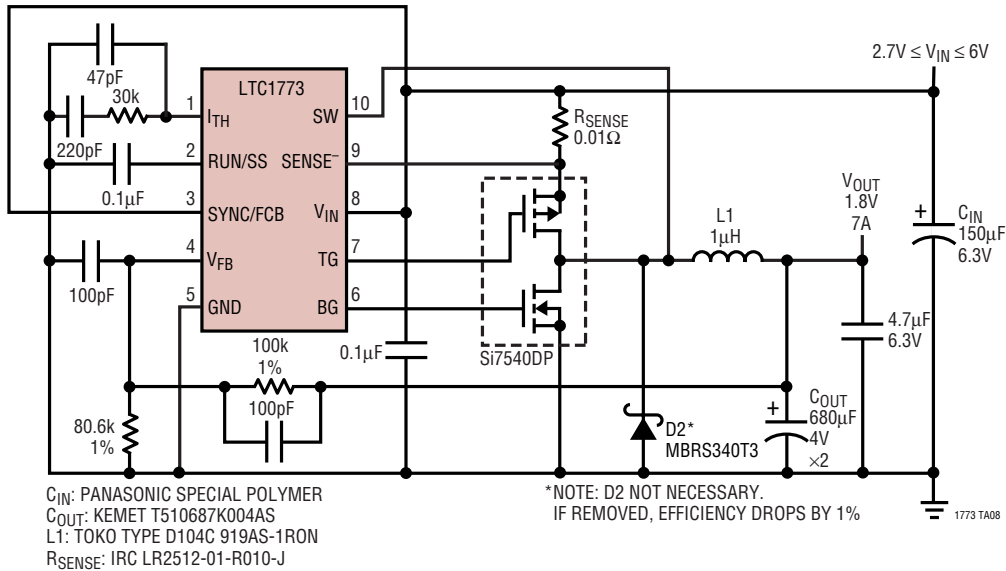 2.7V ≤ VIN ≤ 6V
47pF
30k
220pF
0.1µF
100pF
LTC1773
1
ITH
2
RUN/SS
3
SYNC/FCB
4
VFB
5
GND
SW
10
SENSE–
9
VIN
8
TG
7
BG
6
RSENSE
0.01Ω
Si7540DP
L1
1µH
VOUT
1.8V
7A
+
CIN
150µF
6.3V
4.7µF
6.3V
0.1µF
100k
1%
100pF
80.6k
1%
D2*
MBRS340T3
+
COUT
680µF
4V
×2
CIN: PANASONIC SPECIAL POLYMER
COUT: KEMET T510687K004AS
L1: TOKO TYPE D104C 919AS-1RON
RSENSE: IRC LR2512-01-R010-J
*NOTE: D2 NOT NECESSARY.
IF REMOVED, EFFICIENCY DROPS BY 1%
1773 TA08